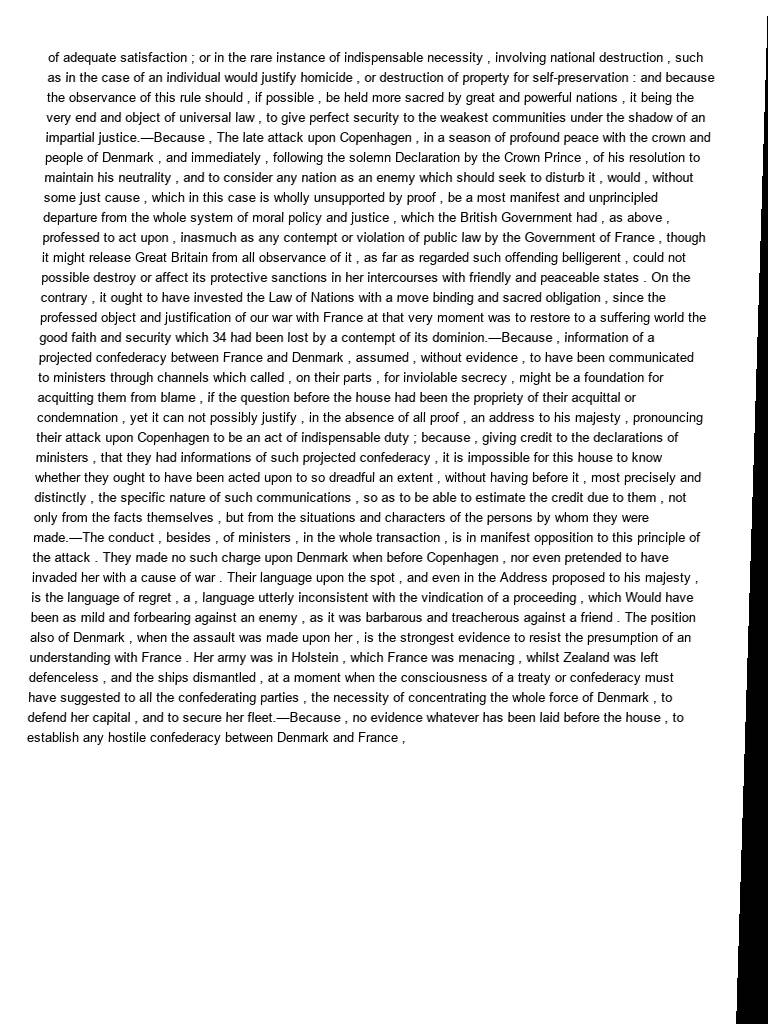 of adequate satisfaction ; or in the rare instance of indispensable necessity , involving national destruction , such
as in the case of an individual would justify homicide , or destruction of property for self-preservation : and because
the observance of this rule should , if possible , be held more sacred by great and powerful nations , it being the
very end and object of universal law , to give perfect security to the weakest communities under the shadow of an
impartial justice.—Because , The late attack upon Copenhagen , in a season of profound peace with the crown and
people of Denmark , and immediately , following the solemn Declaration by the Crown Prince , of his resolution to
maintain his neutrality , and to consider any nation as an enemy which should seek to disturb it , would , without
some just cause , which in this case is wholly unsupported by proof , be a most manifest and unprincipled
departure from the whole system of moral policy and justice , which the British Government had , as above ,
professed to act upon , inasmuch as any contempt or violation of public law by the Government of France , though
it might release Great Britain from all observance of it , as far as regarded such offending belligerent , could not
possible destroy or affect its protective sanctions in her intercourses with friendly and peaceable states . On the
contrary , it ought to have invested the Law of Nations with a move binding and sacred obligation , since the
professed object and justification of our war with France at that very moment was to restore to a suffering world the
good faith and security which 34 had been lost by a contempt of its dominion.—Because , information of a
projected confederacy between France and Denmark , assumed , without evidence , to have been communicated
to ministers through channels which called , on their parts , for inviolable secrecy , might be a foundation for
acquitting them from blame , if the question before the house had been the propriety of their acquittal or
condemnation , yet it can not possibly justify , in the absence of all proof , an address to his majesty , pronouncing
their attack upon Copenhagen to be an act of indispensable duty ; because , giving credit to the declarations of
ministers , that they had informations of such projected confederacy , it is impossible for this house to know
whether they ought to have been acted upon to so dreadful an extent , without having before it , most precisely and
distinctly , the specific nature of such communications , so as to be able to estimate the credit due to them , not
only from the facts themselves , but from the situations and characters of the persons by whom they were
made.—The conduct , besides , of ministers , in the whole transaction , is in manifest opposition to this principle of
the attack . They made no such charge upon Denmark when before Copenhagen , nor even pretended to have
invaded her with a cause of war . Their language upon the spot , and even in the Address proposed to his majesty ,
is the language of regret , a , language utterly inconsistent with the vindication of a proceeding , which Would have
been as mild and forbearing against an enemy , as it was barbarous and treacherous against a friend . The position
also of Denmark , when the assault was made upon her , is the strongest evidence to resist the presumption of an
understanding with France . Her army was in Holstein , which France was menacing , whilst Zealand was left
defenceless , and the ships dismantled , at a moment when the consciousness of a treaty or confederacy must
have suggested to all the confederating parties , the necessity of concentrating the whole force of Denmark , to
defend her capital , and to secure her fleet.—Because , no evidence whatever has been laid before the house , to
establish any hostile confederacy between Denmark and France ,